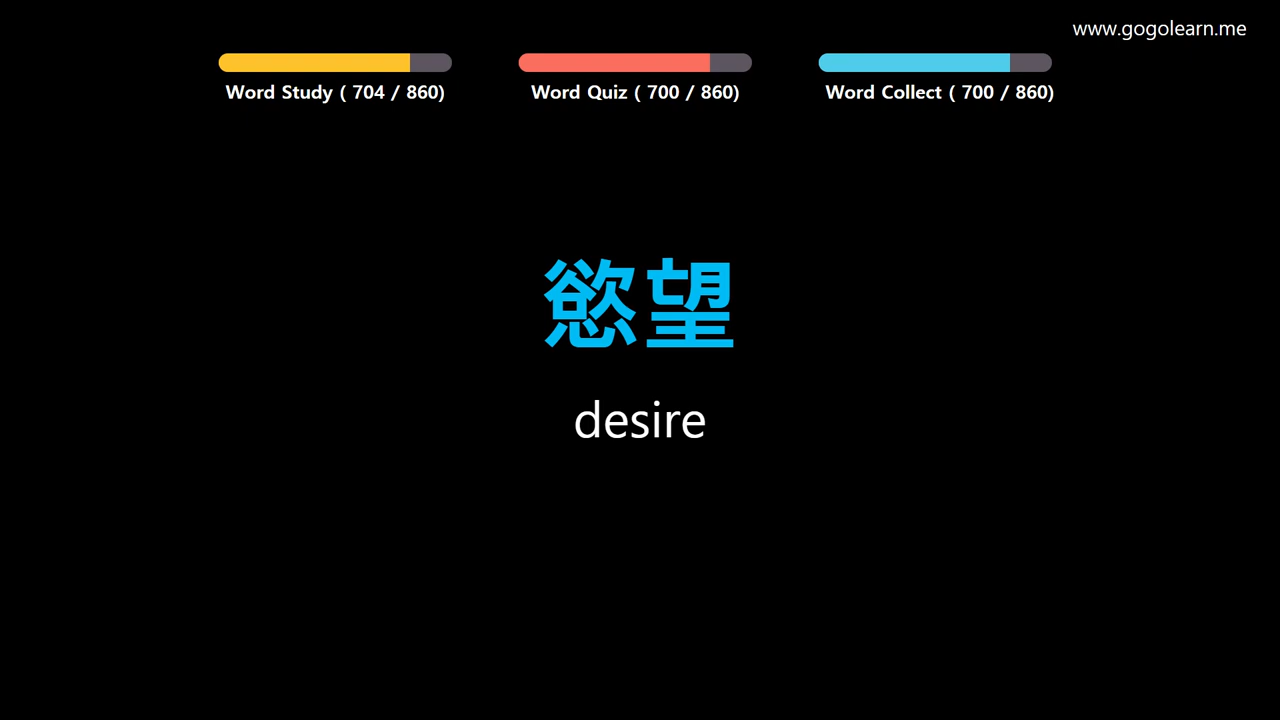 www.gogolearn.me
Word Study ( 704 / 860)
Word Quiz ( 700 / 860)
Word Collect ( 700 / 860)
慾望
desire